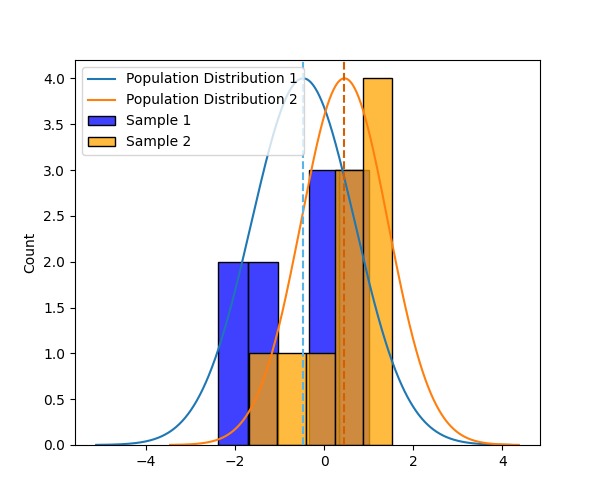 Population Distribution 1
Population Distribution 2
Sample 1
Sample 2
Count
4.0
3.5
3.0
2.5
2.0
1.5
1.0
0.5
0.0
−4 −2 0 2 4